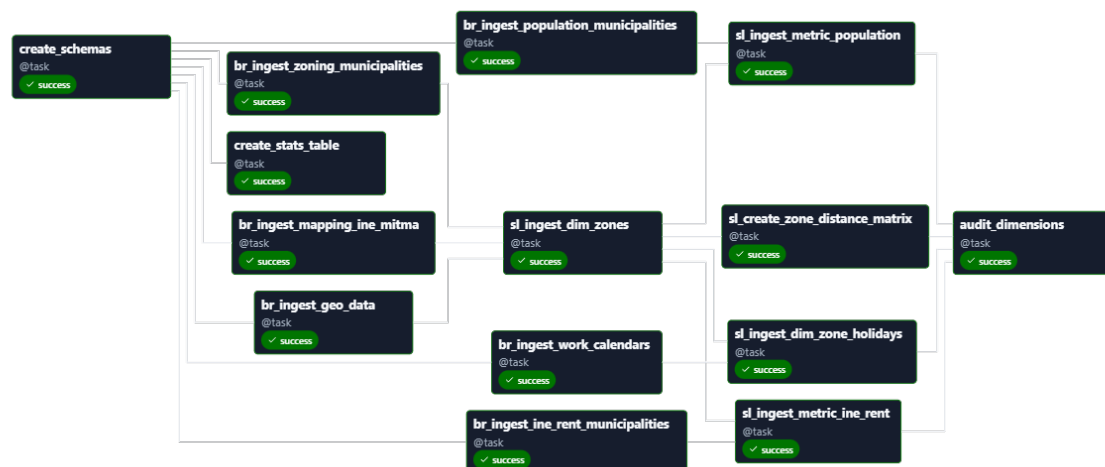 create_schemas
@task
success
br_ingest_zoning_municipalities
@task
success
create_stats_table
@task
success
br_ingest_mapping_ine_mitma
@task
success
br_ingest_geo_data
@task
success
br_ingest_population_municipalities
@task
success
sl_ingest_dim_zones
@task
success
br_ingest_work_calendars
@task
success
br_ingest_ine_rent_municipalities
@task
success
sl_ingest_metric_population
@task
success
sl_create_zone_distance_matrix
@task
success
sl_ingest_dim_zone_holidays
@task
success
sl_ingest_metric_ine_rent
@task
success
audit_dimensions
@task
success